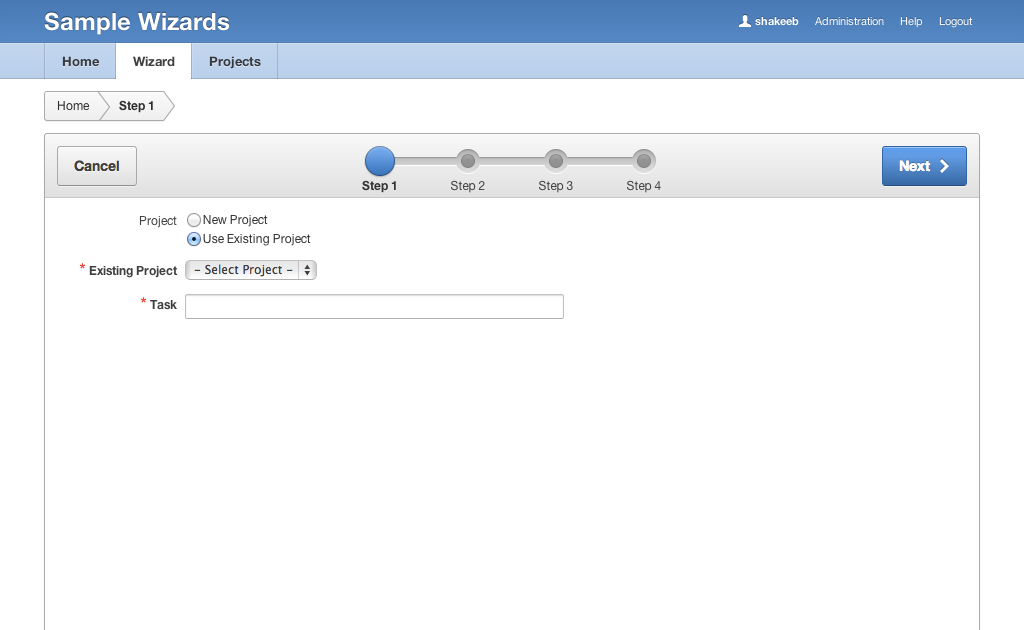 Sample Wizards
shakeeb Administration Help Logout
Home Wizard Projects
Home Step 1
Cancel
Step 1 Step 2 Step 3 Step 4
Next
Project New Project
Use Existing Project
* Existing Project – Select Project –
* Task